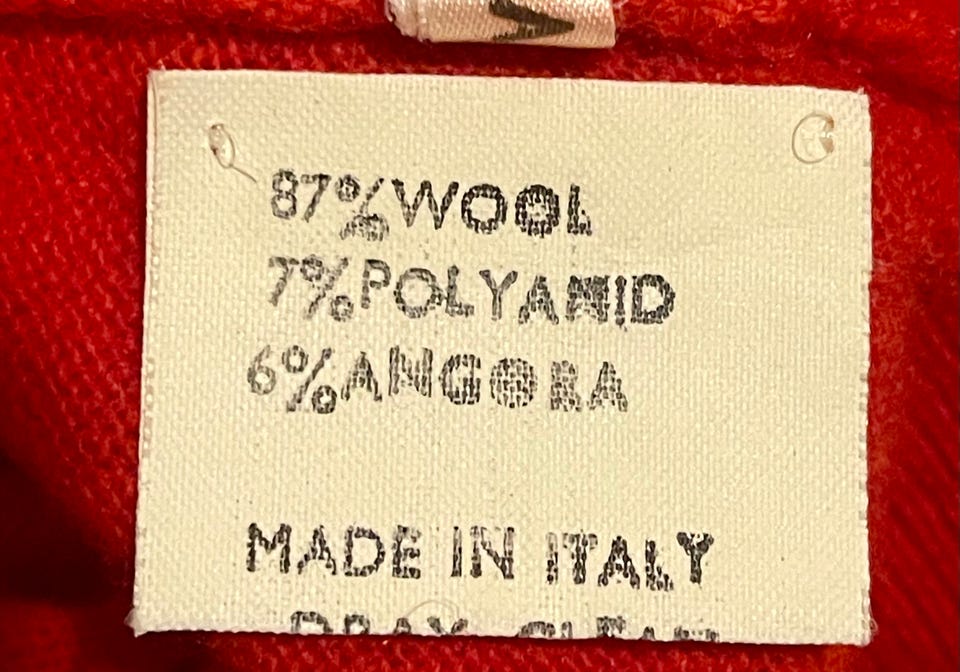 87%WOOL
7%POLYAMID
6%ANGORA
MADE IN ITALY